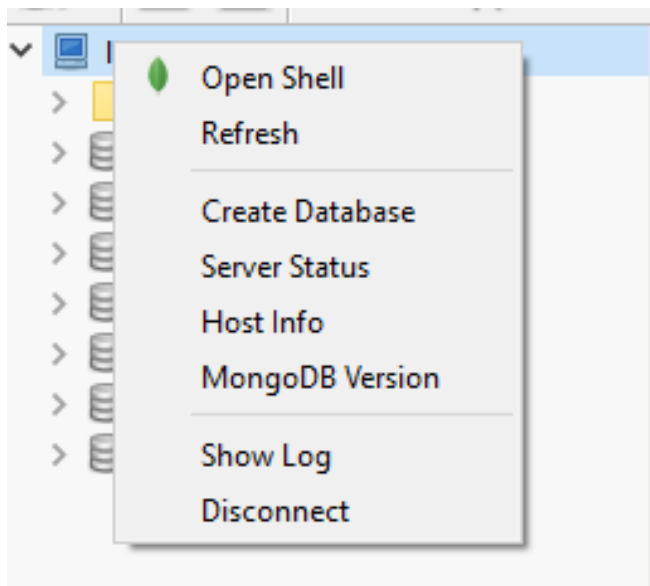 Open Shell
Refresh
Create Database
Server Status
Host Info
MongoDB Version
Show Log
Disconnect